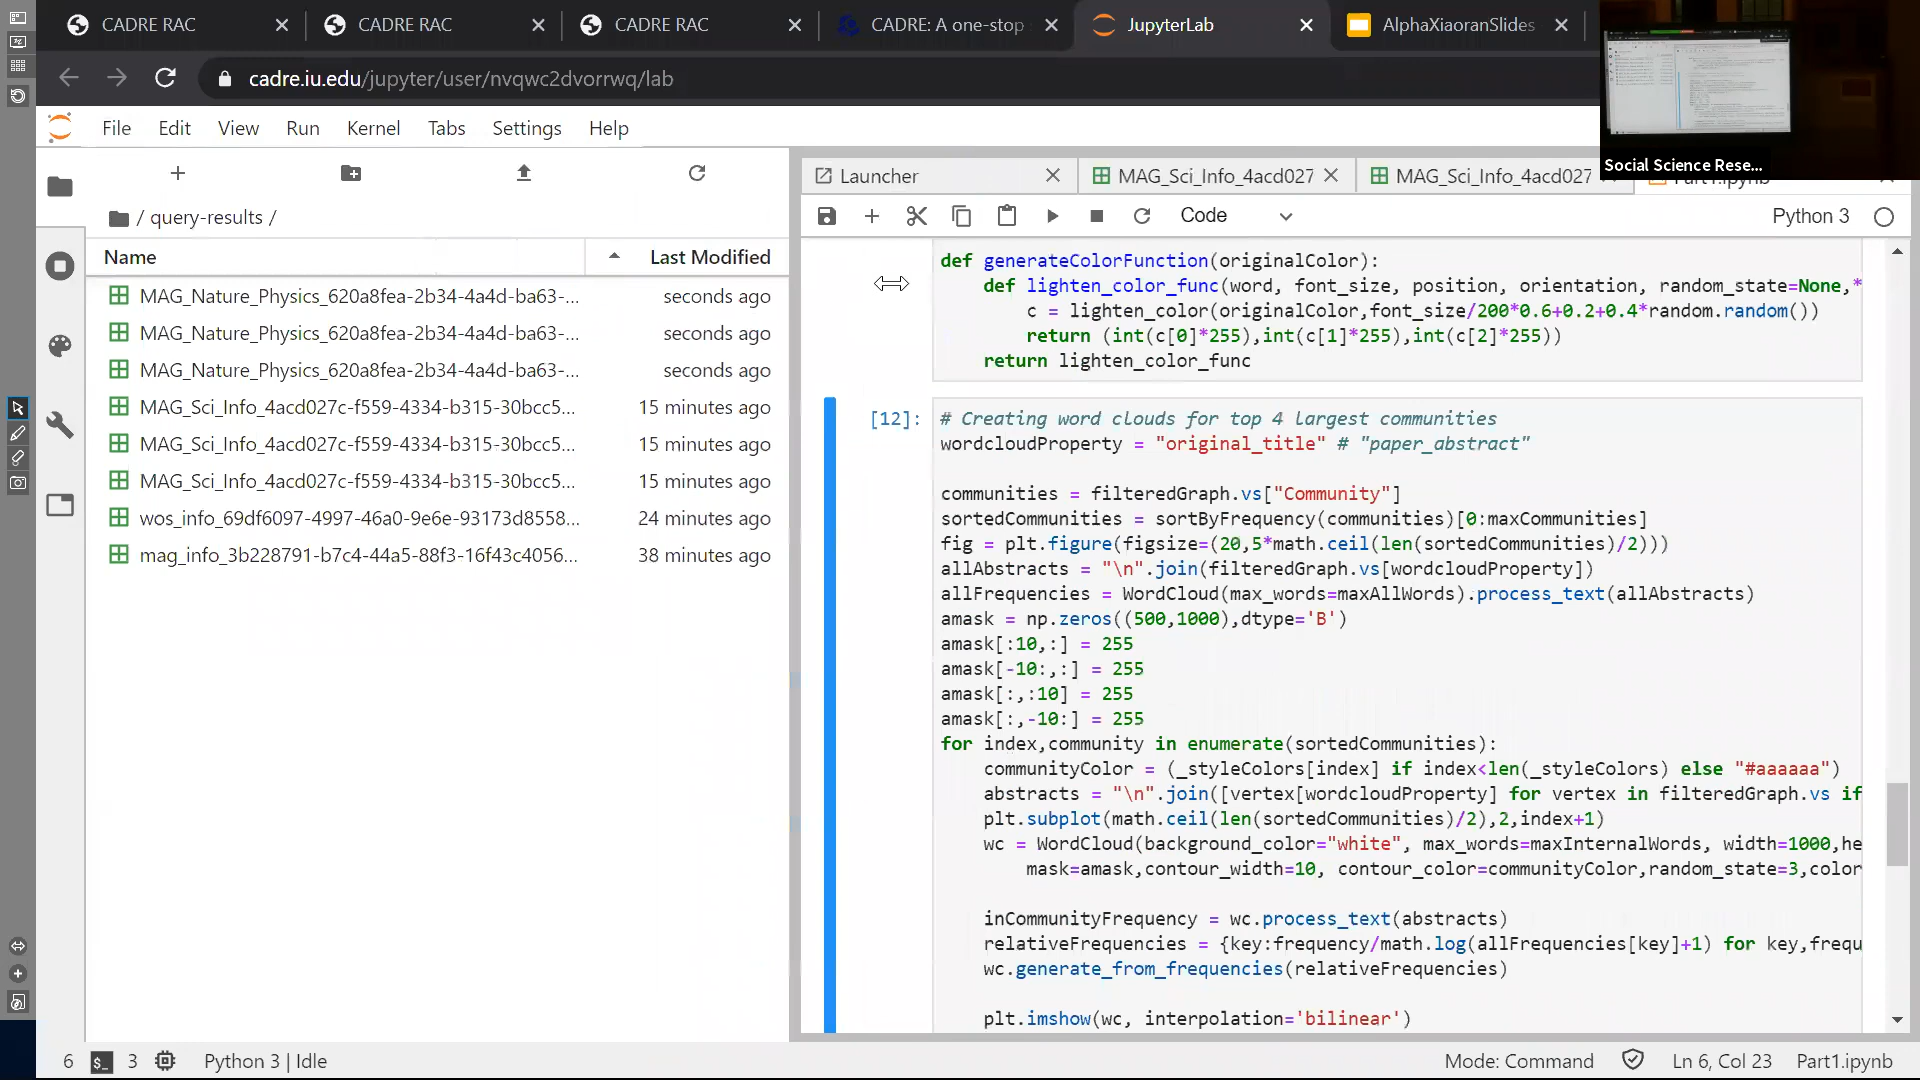 CADRE RAC
CADRE RAC
CADRE RAC
CADRE: A one-stop
JupyterLab
AlphaXiaoranSlides
cadre.iu.edu/jupyter/user/nvqwc2dvorrwq/lab
Social Science Rese...
File Edit View Run Kernel Tabs Settings Help
Launcher
MAG_Sci_Info_4acd027
MAG_Sci_Info_4acd027
Part1.ipynb
/ query-results /
Code
Python 3
Name
Last Modified
MAG_Nature_Physics_620a8fea-2b34-4a4d-ba63-... seconds ago
MAG_Nature_Physics_620a8fea-2b34-4a4d-ba63-... seconds ago
MAG_Nature_Physics_620a8fea-2b34-4a4d-ba63-... seconds ago
MAG_Sci_Info_4acd027c-f559-4334-b315-30bcc5... 15 minutes ago
MAG_Sci_Info_4acd027c-f559-4334-b315-30bcc5... 15 minutes ago
MAG_Sci_Info_4acd027c-f559-4334-b315-30bcc5... 15 minutes ago
wos_info_69df6097-4997-46a0-9e6e-93173d8558... 24 minutes ago
mag_info_3b228791-b7c4-44a5-88f3-16f43c4056... 38 minutes ago
def generateColorFunction(originalColor):
    def lighten_color_func(word, font_size, position, orientation, random_state=None,*
        c = lighten_color(originalColor,font_size/200*0.6+0.2+0.4*random.random())
        return (int(c[0]*255),int(c[1]*255),int(c[2]*255))
    return lighten_color_func
[12]:
# Creating word clouds for top 4 largest communities
wordcloudProperty = "original_title" # "paper_abstract"
communities = filteredGraph.vs["Community"]
sortedCommunities = sortByFrequency(communities)[0:maxCommunities]
fig = plt.figure(figsize=(20,5*math.ceil(len(sortedCommunities)/2)))
allAbstracts = "\n".join(filteredGraph.vs[wordcloudProperty])
allFrequencies = WordCloud(max_words=maxAllWords).process_text(allAbstracts)
amask = np.zeros((500,1000),dtype='B')
amask[:10,:] = 255
amask[-10:,:] = 255
amask[:,:10] = 255
amask[:,-10:] = 255
for index,community in enumerate(sortedCommunities):
    communityColor = (_styleColors[index] if index<len(_styleColors) else "#aaaaaa")
    abstracts = "\n".join([vertex[wordcloudProperty] for vertex in filteredGraph.vs if
    plt.subplot(math.ceil(len(sortedCommunities)/2),2,index+1)
    wc = WordCloud(background_color="white", max_words=maxInternalWords, width=1000,he
        mask=amask,contour_width=10, contour_color=communityColor,random_state=3,color
    inCommunityFrequency = wc.process_text(abstracts)
    relativeFrequencies = {key:frequency/math.log(allFrequencies[key]+1) for key,frequ
    wc.generate_from_frequencies(relativeFrequencies)
    plt.imshow(wc, interpolation='bilinear')
6
3
Python 3 | Idle
Mode: Command
Ln 6, Col 23
Part1.ipynb